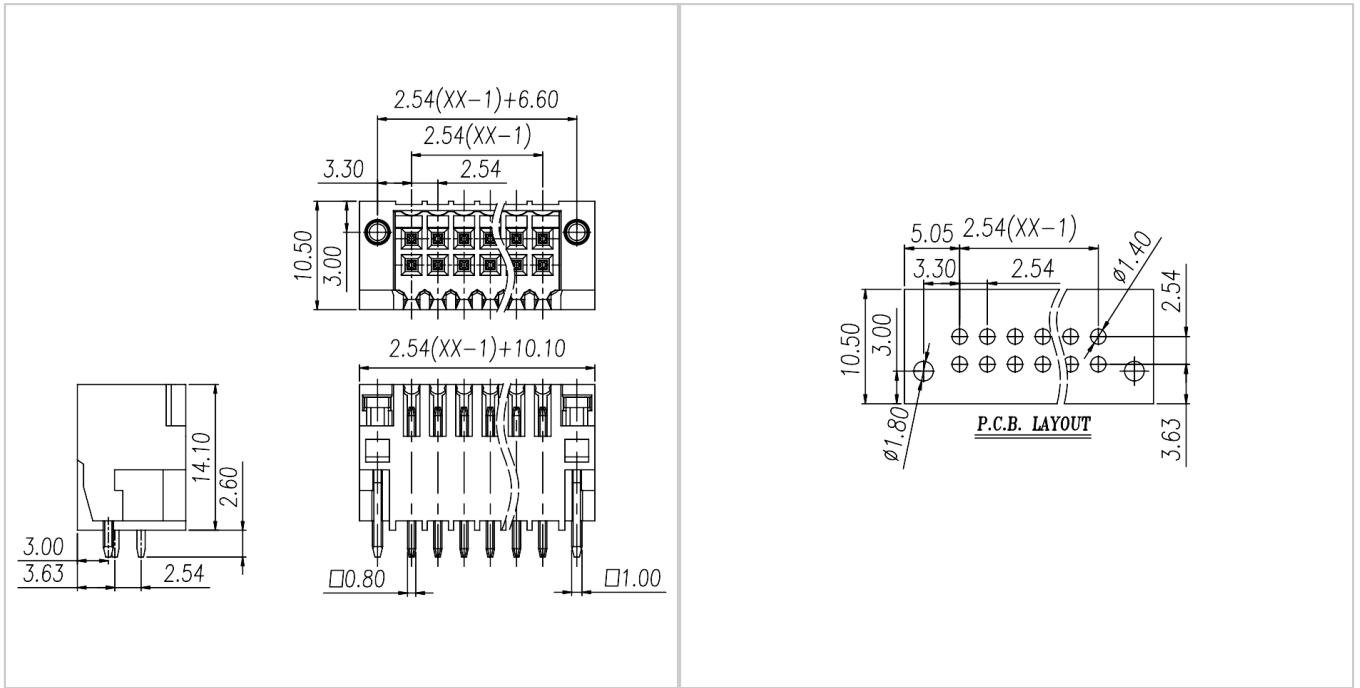 2.54(XX-1)+6.60
2.54(XX-1)
3.30
2.54
10.50
3.00
2.54(XX-1)+10.10
14.10
2.60
3.00
3.63
2.54
□0.80
□1.00
5.05
2.54(XX-1)
ø1.40
3.30
2.54
2.54
10.50
3.00
ø1.80
3.63
P.C.B. LAYOUT